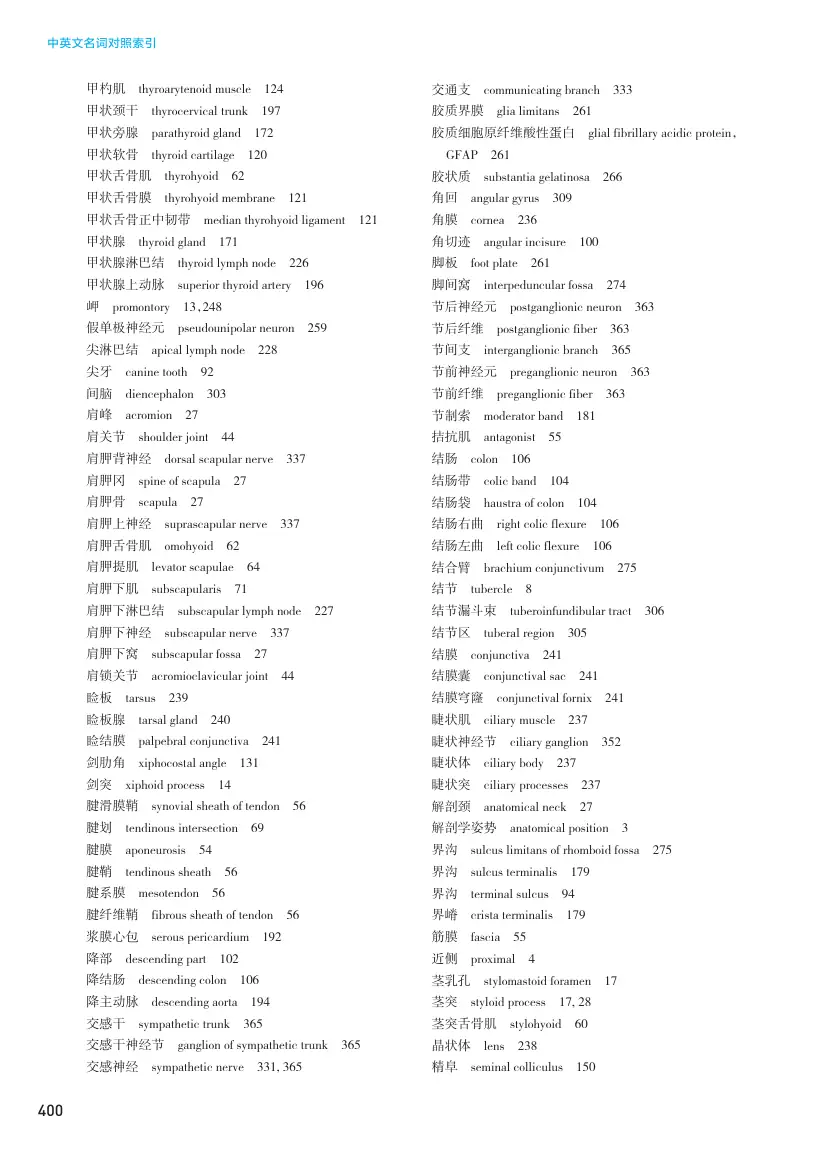 中英文名词对照索引
甲杓肌 thyroarytenoid muscle 124
甲状颈干 thyrocervical trunk 197
甲状旁腺 parathyroid gland 172
甲状软骨 thyroid cartilage 120
甲状舌骨肌 thyrohyoid 62
甲状舌骨膜 thyrohyoid membrane 121
甲状舌骨正中韧带 median thyrohyoid ligament 121
甲状腺 thyroid gland 171
甲状腺淋巴结 thyroid lymph node 226
甲状腺上动脉 superior thyroid artery 196
岬 promontory 13,248
假单极神经元 pseudounipolar neuron 259
尖淋巴结 apical lymph node 228
尖牙 canine tooth 92
间脑 diencephalon 303
肩峰 acromion 27
肩关节 shoulder joint 44
肩胛背神经 dorsal scapular nerve 337
肩胛冈 spine of scapula 27
肩胛骨 scapula 27
肩胛上神经 suprascapular nerve 337
肩胛舌骨肌 omohyoid 62
肩胛提肌 levator scapulae 64
肩胛下肌 subscapularis 71
肩胛下淋巴结 subscapular lymph node 227
肩胛下神经 subscapular nerve 337
肩胛下窝 subscapular fossa 27
肩锁关节 acromioclavicular joint 44
睑板 tarsus 239
睑板腺 tarsal gland 240
睑结膜 palpebral conjunctiva 241
剑肋角 xiphocostal angle 131
剑突 xiphoid process 14
腱滑膜鞘 synovial sheath of tendon 56
腱划 tendinous intersection 69
腱膜 aponeurosis 54
腱鞘 tendinous sheath 56
腱系膜 mesotendon 56
腱纤维鞘 fibrous sheath of tendon 56
浆膜心包 serous pericardium 192
降部 descending part 102
降结肠 descending colon 106
降主动脉 descending aorta 194
交感干 sympathetic trunk 365
交感干神经节 ganglion of sympathetic trunk 365
交感神经 sympathetic nerve 331, 365
交通支 communicating branch 333
胶质界膜 glia limitans 261
胶质细胞原纤维酸性蛋白 glial fibrillary acidic protein,
GFAP 261
胶状质 substantia gelatinosa 266
角回 angular gyrus 309
角膜 cornea 236
角切迹 angular incisure 100
脚板 foot plate 261
脚间窝 interpeduncular fossa 274
节后神经元 postganglionic neuron 363
节后纤维 postganglionic fiber 363
节间支 interganglionic branch 365
节前神经元 preganglionic neuron 363
节前纤维 preganglionic fiber 363
节制索 moderator band 181
拮抗肌 antagonist 55
结肠 colon 106
结肠带 colic band 104
结肠袋 haustra of colon 104
结肠右曲 right colic flexure 106
结肠左曲 left colic flexure 106
结合臂 brachium conjunctivum 275
结节 tubercle 8
结节漏斗束 tuberoinfundibular tract 306
结节区 tuberal region 305
结膜 conjunctiva 241
结膜囊 conjunctival sac 241
结膜穹窿 conjunctival fornix 241
睫状肌 ciliary muscle 237
睫状神经节 ciliary ganglion 352
睫状体 ciliary body 237
睫状突 ciliary processes 237
解剖颈 anatomical neck 27
解剖学姿势 anatomical position 3
界沟 sulcus limitans of rhomboid fossa 275
界沟 sulcus terminalis 179
界沟 terminal sulcus 94
界嵴 crista terminalis 179
筋膜 fascia 55
近侧 proximal 4
茎乳孔 stylomastoid foramen 17
茎突 styloid process 17, 28
茎突舌骨肌 stylohyoid 60
晶状体 lens 238
精阜 seminal colliculus 150
400